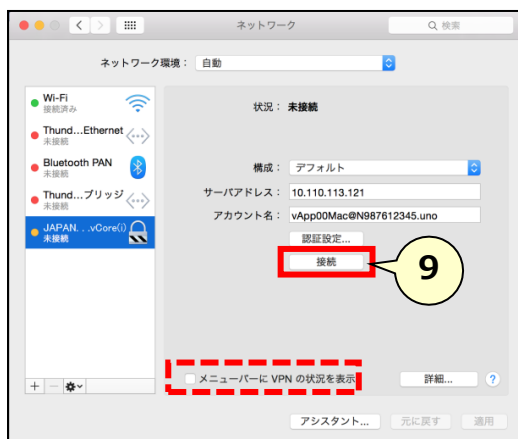 ネットワーク
検索
ネットワーク環境： 自動
Wi-Fi
接続済み
Thund...Ethernet
未接続
Bluetooth PAN
未接続
Thund...ブリッジ
未接続
JAPAN. . .vCore(i)
未接続
状況： 未接続
構成： デフォルト
サーバアドレス： 10.110.113.121
アカウント名： vApp00Mac@N987612345.uno
認証設定...
接続
9
メニューバーに VPN の状況を表示
詳細...
?
アシスタント...
元に戻す
適用